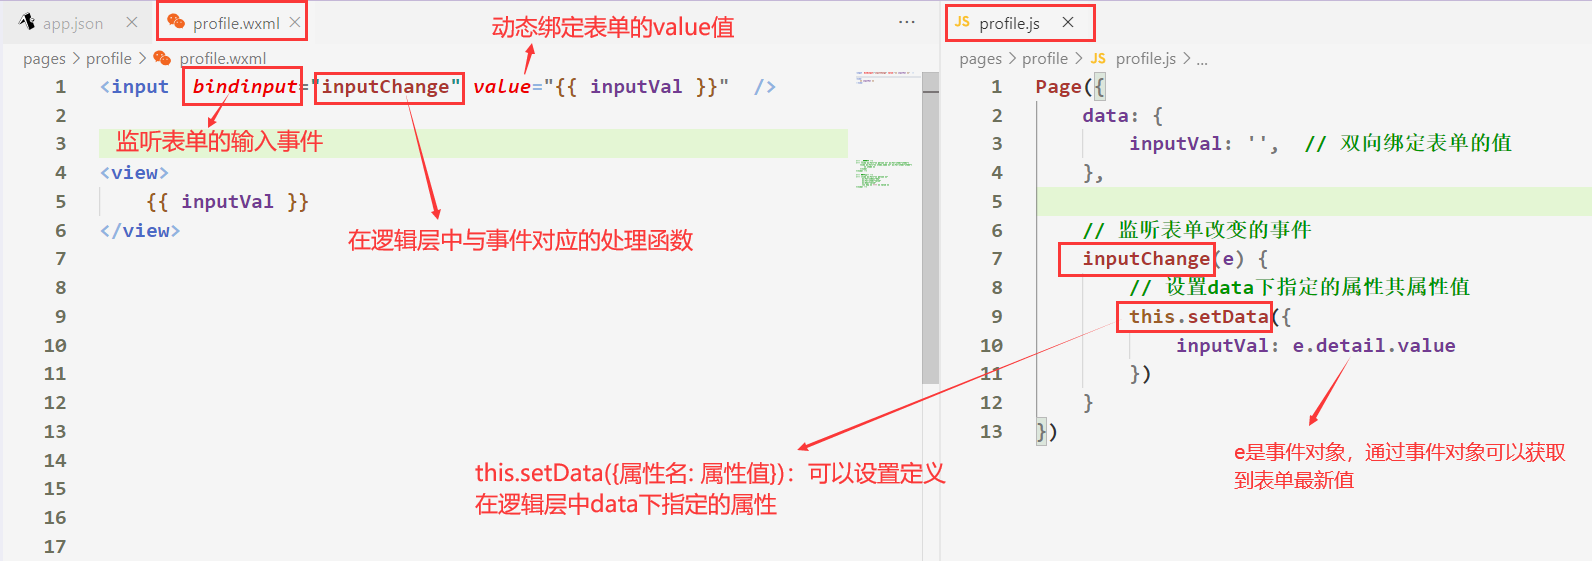 app.json
profile.wxml
动态绑定表单的value值
...
JS profile.js
pages > profile > profile.wxml
pages > profile > JS profile.js > ...
1 <input bindinput="inputChange" value="{{ inputVal }}" />
2
监听表单的输入事件
3
4 <view>
5 {{ inputVal }}
6 </view>
在逻辑层中与事件对应的处理函数
7
8
9
10
11
12
13
14
15
16
17
this.setData({属性名: 属性值}): 可以设置定义
在逻辑层中data下指定的属性
1 Page({
2 data: {
3 inputVal: '', // 双向绑定表单的值
4 },
5
6 // 监听表单改变的事件
7 inputChange(e) {
8 // 设置data下指定的属性共属性值
9 this.setData({
10 inputVal: e.detail.value
11 })
12 }
13 })
e是事件对象，通过事件对象可以获取
到表单最新值